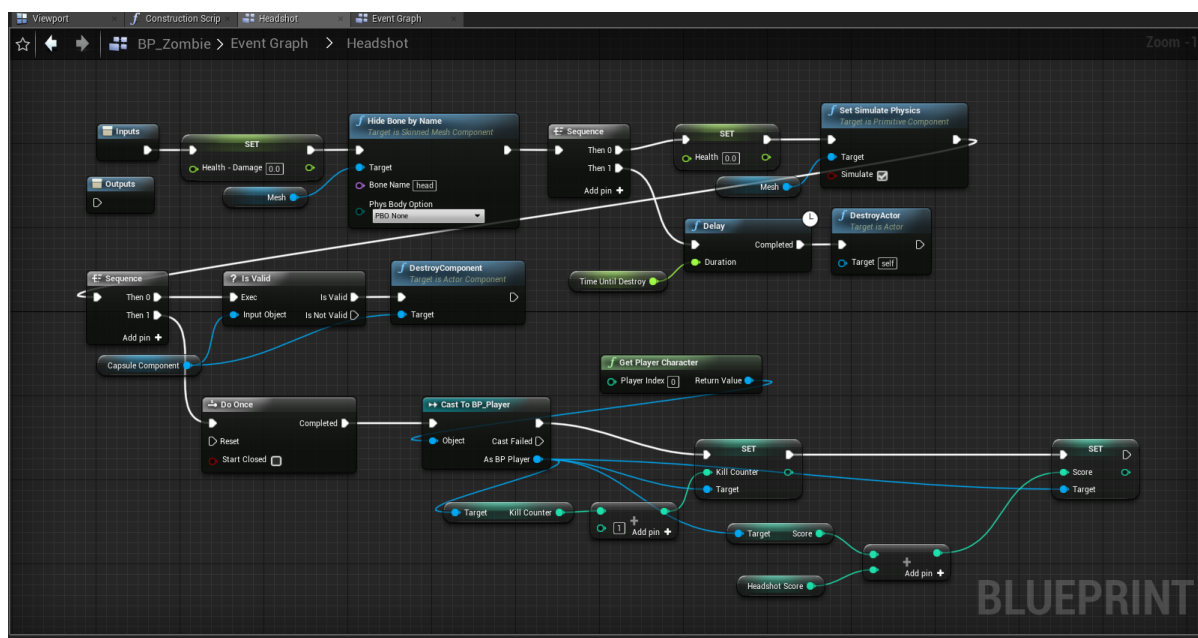 Viewport
Construction Scrip
Headshot
Event Graph
BP_Zombie > Event Graph > Headshot
Zoom -1
Inputs
Outputs
SET
Health - Damage 0.0
Mesh
Hide Bone by Name
Target is Skinned Mesh Component
Target
Bone Name head
Phys Body Option
PBO None
Sequence
Then 0
Then 1
Add pin +
SET
Health 0.0
Mesh
Set Simulate Physics
Target is Primitive Component
Target
Simulate
Delay
Completed
Duration
Time Until Destroy
DestroyActor
Target is Actor
Target self
Sequence
Then 0
Then 1
Add pin +
Capsule Component
? Is Valid
Exec Is Valid
Input Object Is Not Valid
DestroyComponent
Target is Actor Component
Target
Get Player Character
Player Index 0 Return Value
Do Once
Completed
Reset
Start Closed
Cast To BP_Player
Object Cast Failed
As BP Player
SET
Kill Counter
Target
SET
Score
Target
Target Kill Counter
1 + Add pin +
Target Score
Headshot Score
+
Add pin +
BLUEPRINT